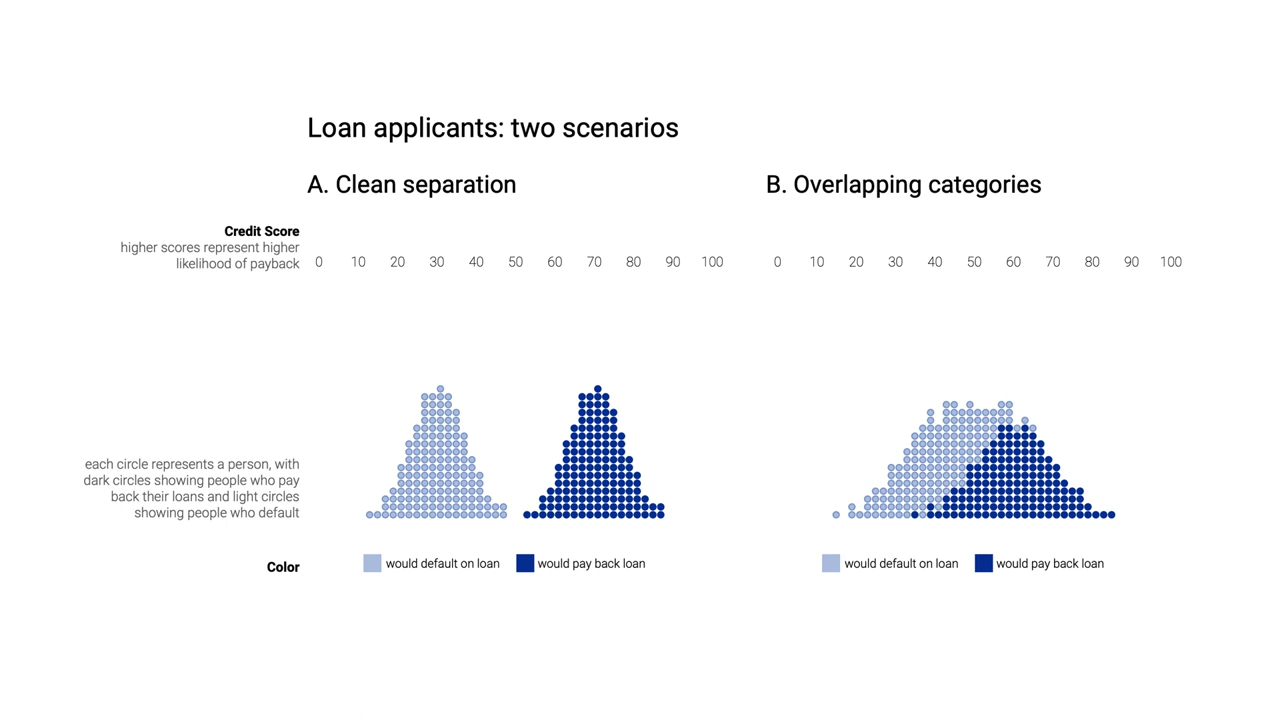 Loan applicants: two scenarios
A. Clean separation
B. Overlapping categories
Credit Score
higher scores represent higher
likelihood of payback
0 10 20 30 40 50 60 70 80 90 100
0 10 20 30 40 50 60 70 80 90 100
each circle represents a person, with
dark circles showing people who pay
back their loans and light circles
showing people who default
Color
would default on loan
would pay back loan
would default on loan
would pay back loan